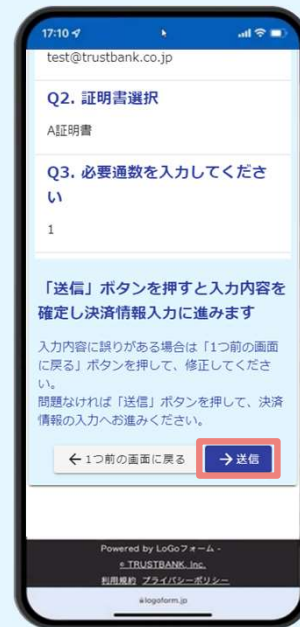 17:10
test@trustbank.co.jp
Q2. 証明書選択
A証明書
Q3. 必要通数を入力してくださ
い
1
「送信」ボタンを押すと入力内容を
確定し決済情報入力に進みます
入力内容に誤りがある場合は「1つ前の画面
に戻る」ボタンを押して、修正してくださ
い。
問題なければ「送信」ボタンを押して、決済
情報の入力へお進みください。
←1つ前の画面に戻る →送信
Powered by LoGoフォーム -
© TRUSTBANK, Inc.
利用規約 プライバシーポリシー
logoform.jp